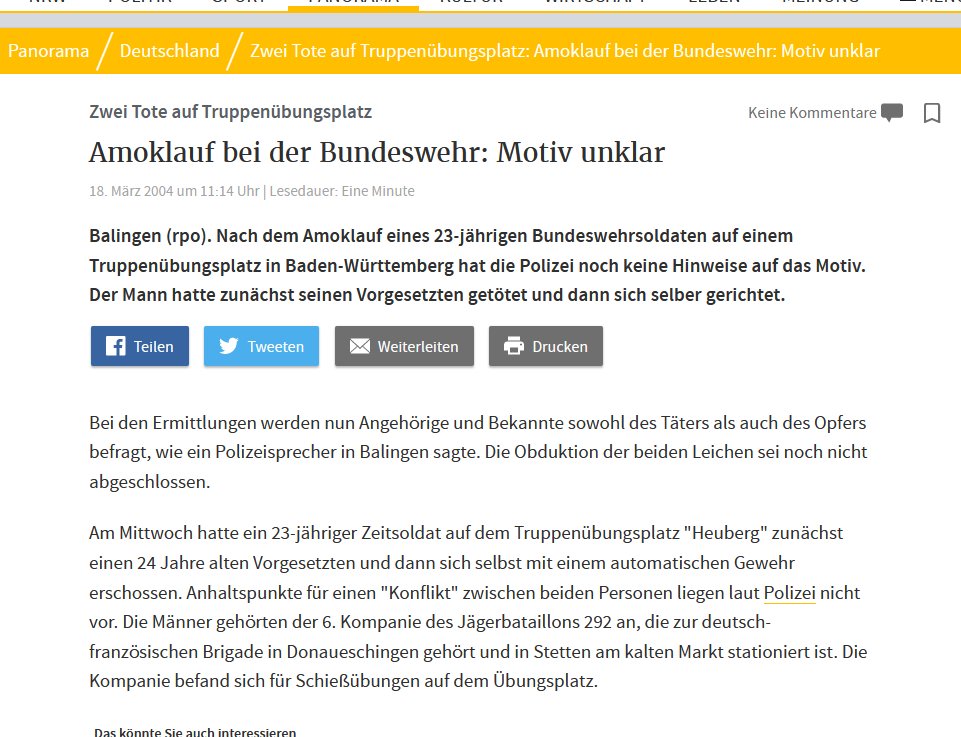 NRW POLITIK SPORT PANORAMA KULTUR WIRTSCHAFT LEBEN MEINUNG
Panorama / Deutschland / Zwei Tote auf Truppenübungsplatz: Amoklauf bei der Bundeswehr: Motiv unklar
Zwei Tote auf Truppenübungsplatz
Keine Kommentare
Amoklauf bei der Bundeswehr: Motiv unklar
18. März 2004 um 11:14 Uhr | Lesedauer: Eine Minute
Balingen (rpo). Nach dem Amoklauf eines 23-jährigen Bundeswehrsoldaten auf einem
Truppenübungsplatz in Baden-Württemberg hat die Polizei noch keine Hinweise auf das Motiv.
Der Mann hatte zunächst seinen Vorgesetzten getötet und dann sich selber gerichtet.
Teilen Tweeten Weiterleiten Drucken
Bei den Ermittlungen werden nun Angehörige und Bekannte sowohl des Täters als auch des Opfers
befragt, wie ein Polizeisprecher in Balingen sagte. Die Obduktion der beiden Leichen sei noch nicht
abgeschlossen.
Am Mittwoch hatte ein 23-jähriger Zeitsoldat auf dem Truppenübungsplatz "Heuberg" zunächst
einen 24 Jahre alten Vorgesetzten und dann sich selbst mit einem automatischen Gewehr
erschossen. Anhaltspunkte für einen "Konflikt" zwischen beiden Personen liegen laut Polizei nicht
vor. Die Männer gehörten der 6. Kompanie des Jägerbataillons 292 an, die zur deutsch-
französischen Brigade in Donaueschingen gehört und in Stetten am kalten Markt stationiert ist. Die
Kompanie befand sich für Schießübungen auf dem Übungsplatz.
Das könnte Sie auch interessieren